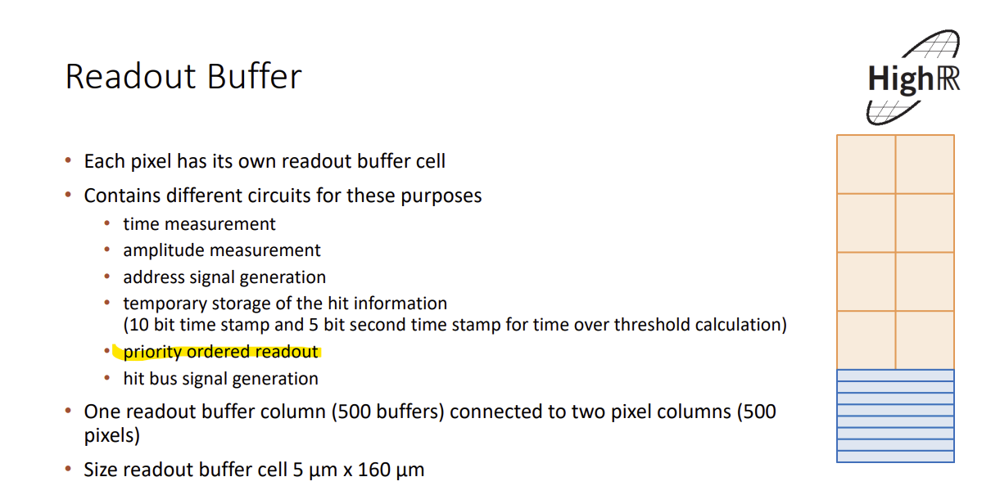 HighRR
Readout Buffer
• Each pixel has its own readout buffer cell
• Contains different circuits for these purposes
• time measurement
• amplitude measurement
• address signal generation
• temporary storage of the hit information
(10 bit time stamp and 5 bit second time stamp for time over threshold calculation)
• priority ordered readout
• hit bus signal generation
• One readout buffer column (500 buffers) connected to two pixel columns (500
pixels)
• Size readout buffer cell 5 µm x 160 µm